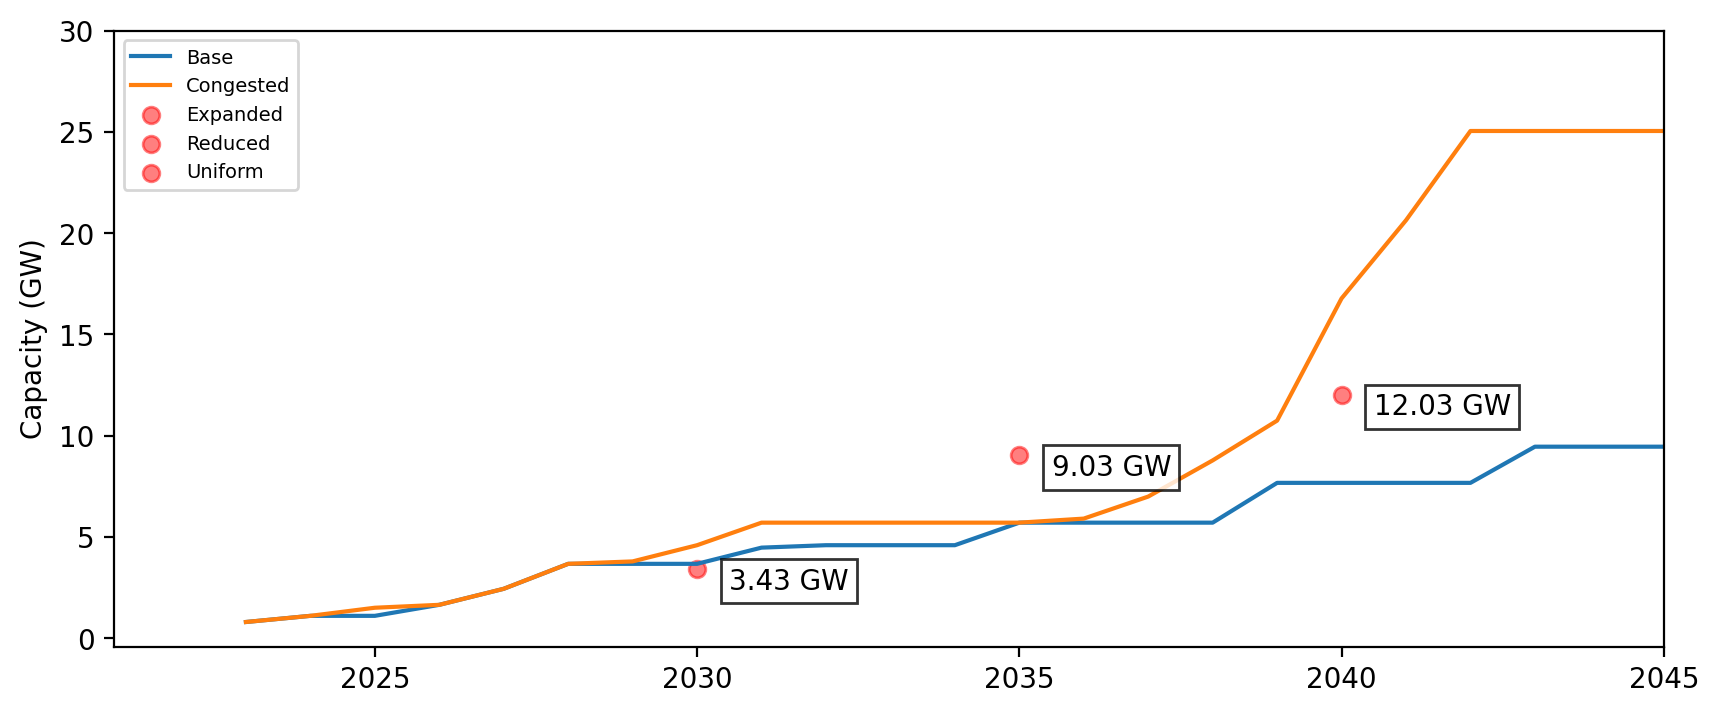 30
25
20
15
10
5
0
Capacity (GW)
Base
Congested
Expanded
Reduced
Uniform
12.03 GW
9.03 GW
3.43 GW
2025 2030 2035 2040 2045